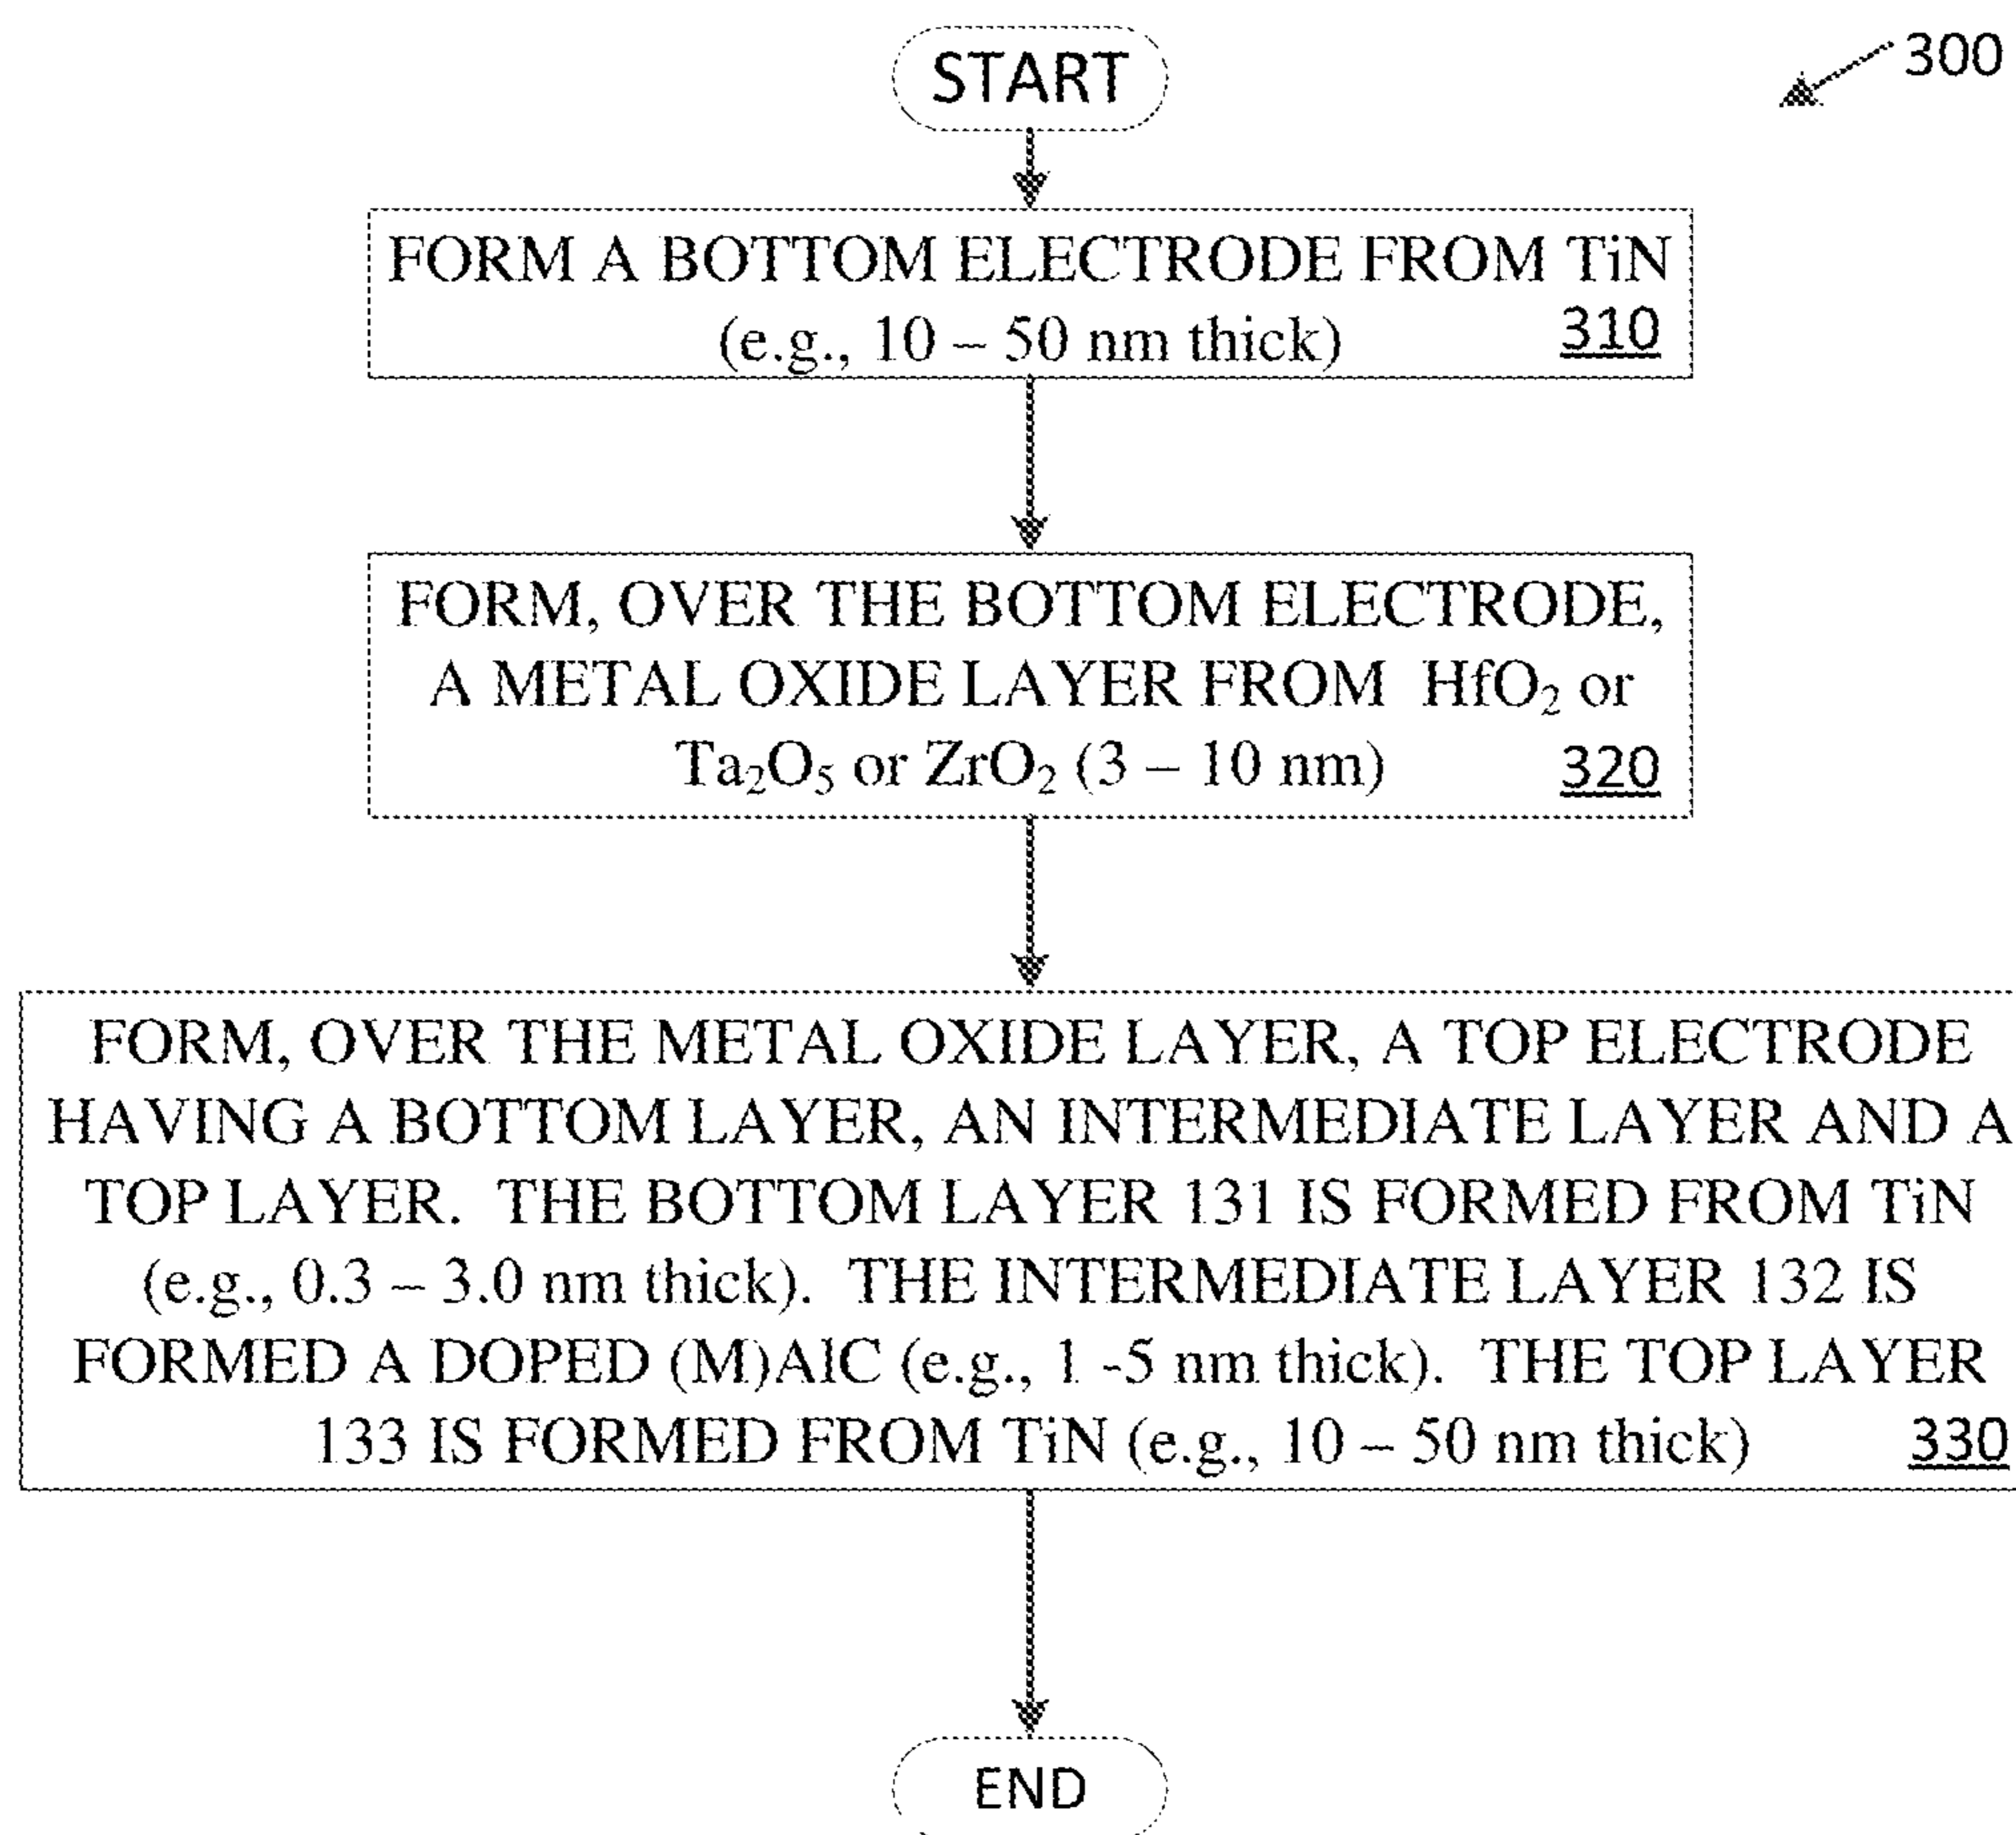 START
300
FORM A BOTTOM ELECTRODE FROM TiN
(e.g., 10 – 50 nm thick) 310
FORM, OVER THE BOTTOM ELECTRODE,
A METAL OXIDE LAYER FROM HfO₂ or
Ta₂O₅ or ZrO₂ (3 – 10 nm) 320
FORM, OVER THE METAL OXIDE LAYER, A TOP ELECTRODE
HAVING A BOTTOM LAYER, AN INTERMEDIATE LAYER AND A
TOP LAYER. THE BOTTOM LAYER 131 IS FORMED FROM TiN
(e.g., 0.3 – 3.0 nm thick). THE INTERMEDIATE LAYER 132 IS
FORMED A DOPED (M)AlC (e.g., 1 -5 nm thick). THE TOP LAYER
133 IS FORMED FROM TiN (e.g., 10 – 50 nm thick) 330
END